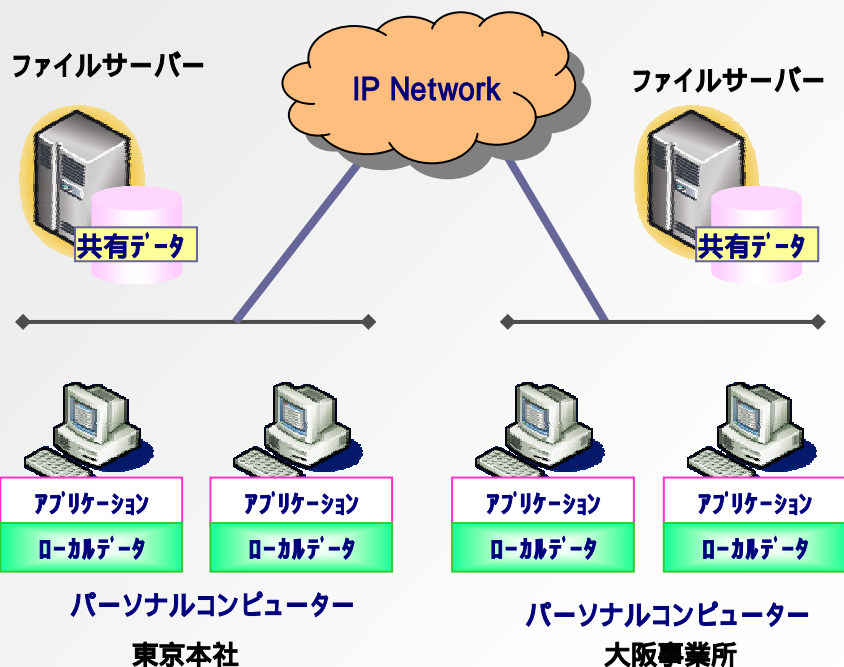 ファイルサーバー
IP Network
ファイルサーバー
共有ﾃﾞｰﾀ
共有ﾃﾞｰﾀ
ｱﾌﾟﾘｹｰｼｮﾝ
ｱﾌﾟﾘｹｰｼｮﾝ
ｱﾌﾟﾘｹｰｼｮﾝ
ｱﾌﾟﾘｹｰｼｮﾝ
ﾛｰｶﾙﾃﾞｰﾀ
ﾛｰｶﾙﾃﾞｰﾀ
ﾛｰｶﾙﾃﾞｰﾀ
ﾛｰｶﾙﾃﾞｰﾀ
パーソナルコンピューター
パーソナルコンピューター
東京本社
大阪事業所